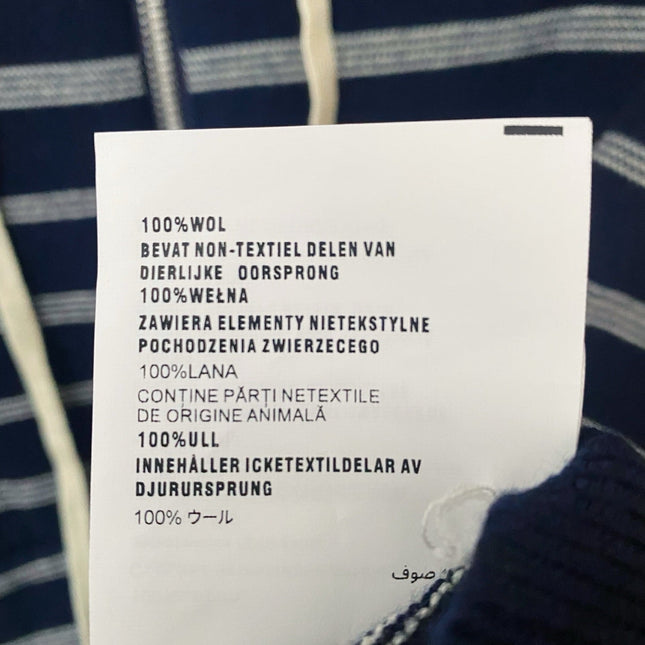 100%WOL
BEVAT NON-TEXTIEL DELEN VAN
DIERLIJKE OORSPRONG
100%WEŁNA
ZAWIERA ELEMENTY NIETEKSTYLNE
POCHODZENIA ZWIERZECEGO
100%LANA
CONȚINE PĂRȚI NETEXTILE
DE ORIGINE ANIMALĂ
100%ULL
INNEHÅLLER ICKETEXTILDELAR AV
DJURURSPRUNG
100% ウール
صوف